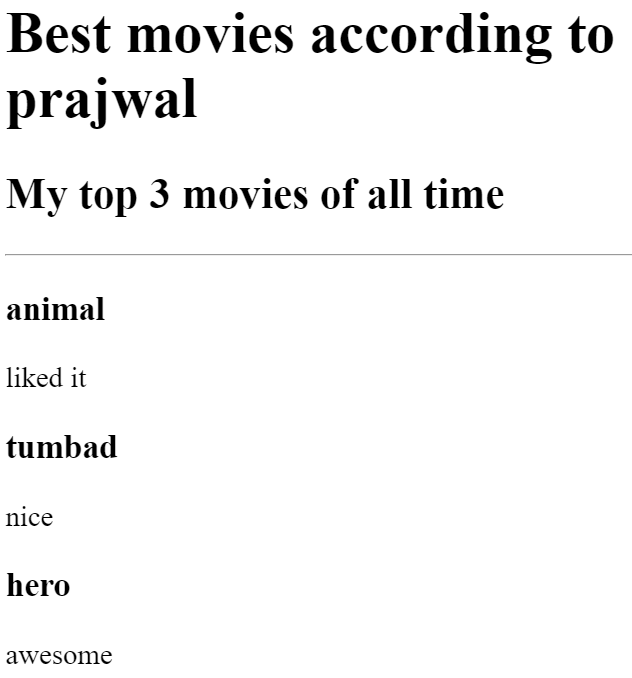 Best movies according to
prajwal
My top 3 movies of all time
animal
liked it
tumbad
nice
hero
awesome